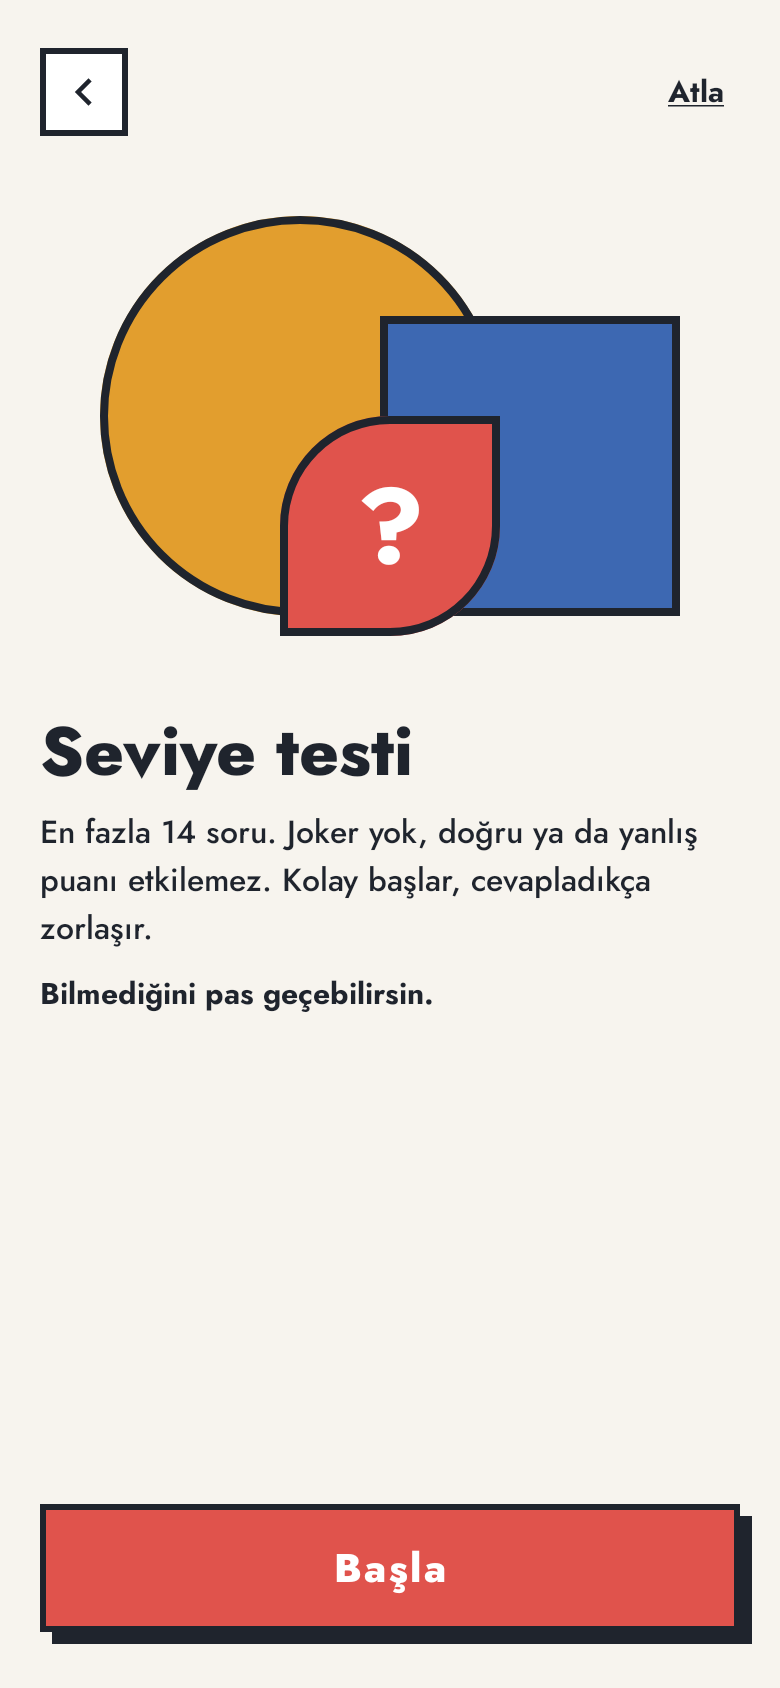 Atla
?
Seviye testi
En fazla 14 soru. Joker yok, doğru ya da yanlış
puanı etkilemez. Kolay başlar, cevapladıkça
zorlaşır.
Bilmediğini pas geçebilirsin.
Başla